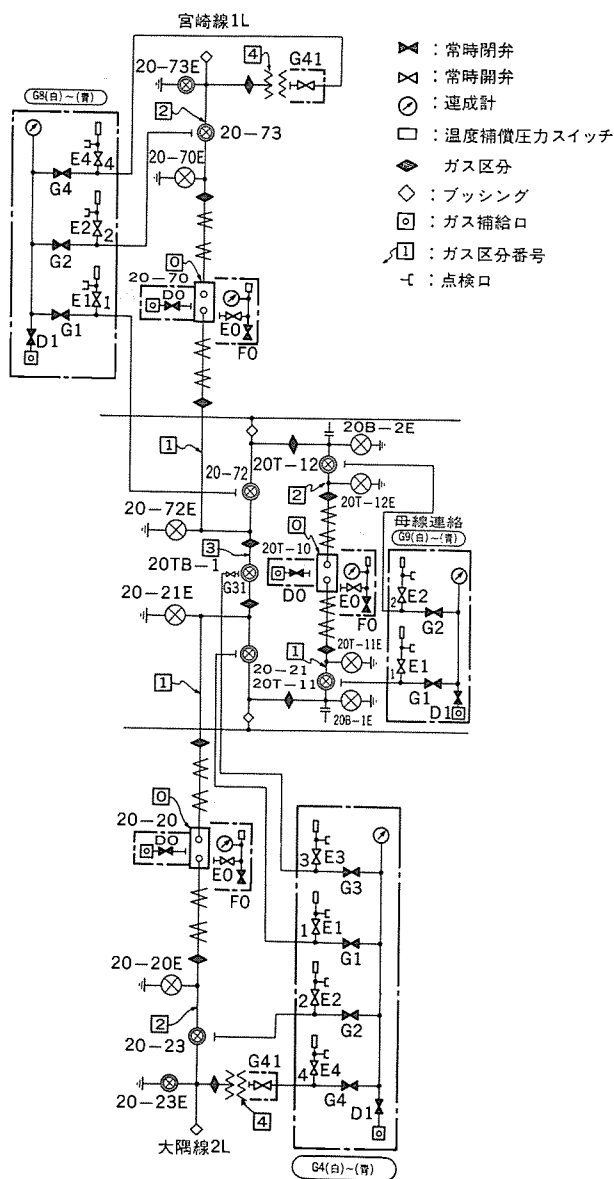 宮崎線1L
20-73E
4
G41
G8(白)~(青)
2
20-73
E4
4
G4
20-70E
E2
2
G2
0
20-70
D0
E1
1
G1
E0
F0
D1
：常時閉弁
：常時開弁
：連成計
：温度補償圧力スイッチ
：ガス区分
：ブッシング
：ガス補給口
1
：ガス区分番号
：点検口
1
20B-2E
20-72
20T-12
2
20-72E
20T-12E
0
母線連絡
G9(白)~(青)
3
20T-10
20TB-1
G31
D0
E0
F0
E2
2
G2
20-21E
20T-11E
1
E1
1
G1
20-21
20T-11
D1
20B-1E
1
0
20-20
D0
E0
F0
3
E3
G3
1
E1
G1
20-20E
2
E2
G2
2
20-23
G41
4
E4
G4
D1
20-23E
4
大隅線2L
G4(白)~(青)